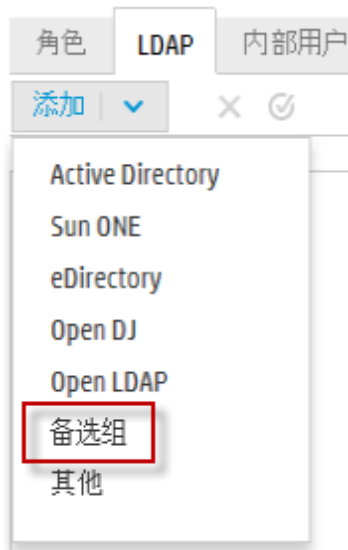 角色 LDAP 内部用户
添加
Active Directory
Sun ONE
eDirectory
Open DJ
Open LDAP
备选组
其他